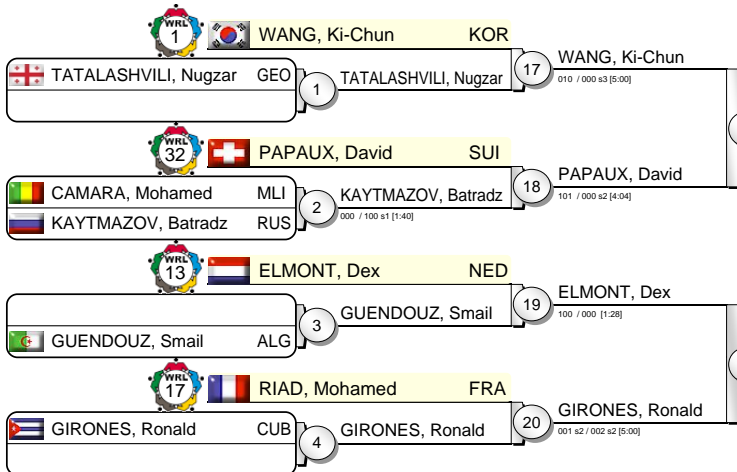 WRL 1 WANG, Ki-Chun KOR
TATALASHVILI, Nugzar GEO
1 TATALASHVILI, Nugzar
17 WANG, Ki-Chun
010 / 000 s3 [5:00]
WRL 32 PAPAUX, David SUI
CAMARA, Mohamed MLI
KAYTMAZOV, Batradz RUS
2 KAYTMAZOV, Batradz
000 / 100 s1 [1:40]
18 PAPAUX, David
101 / 000 s2 [4:04]
WRL 13 ELMONT, Dex NED
GUENDOUZ, Smail ALG
3 GUENDOUZ, Smail
19 ELMONT, Dex
100 / 000 [1:28]
WRL 17 RIAD, Mohamed FRA
GIRONES, Ronald CUB
4 GIRONES, Ronald
20 GIRONES, Ronald
001 s2 / 002 s2 [5:00]